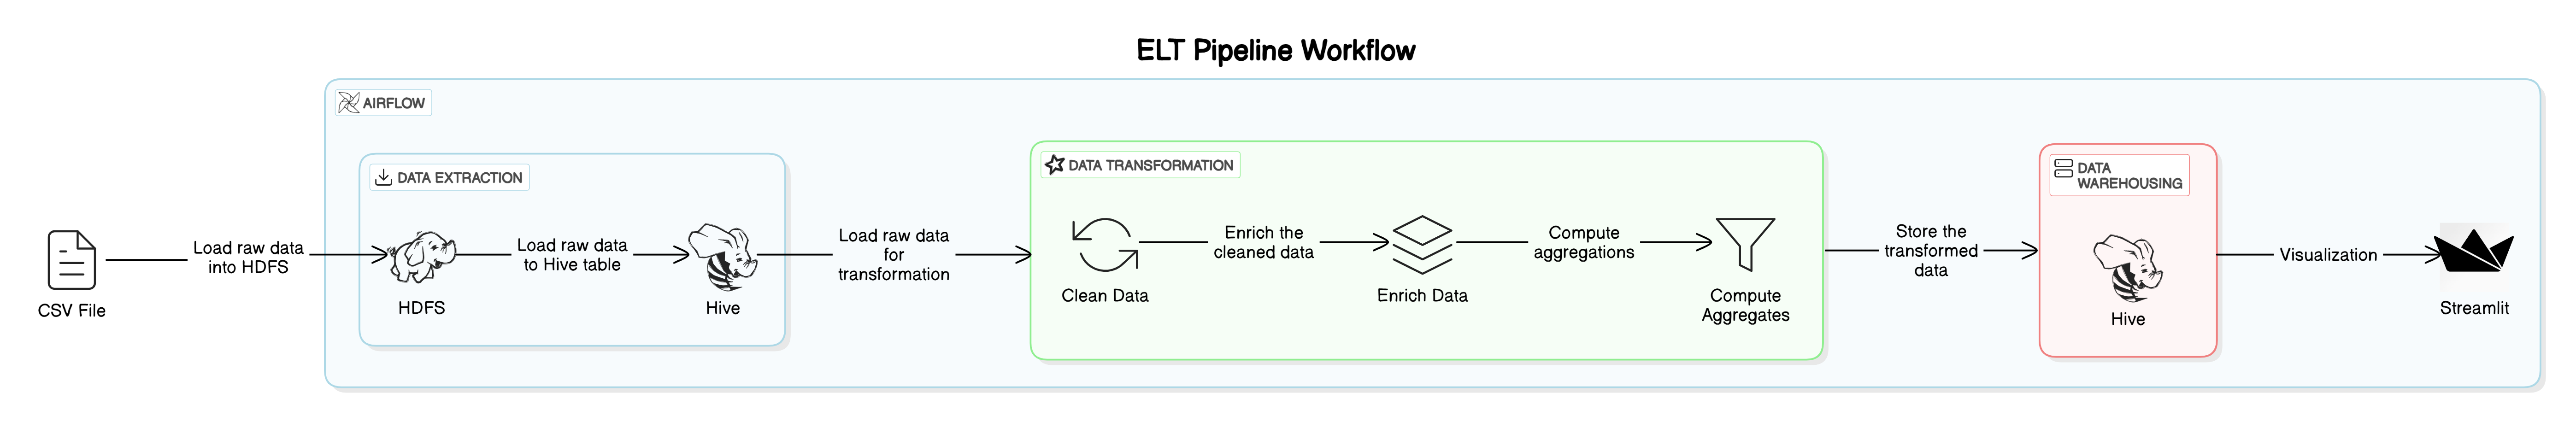 ELT Pipeline Workflow
AIRFLOW
DATA EXTRACTION
DATA TRANSFORMATION
DATA
WAREHOUSING
CSV File
Load raw data
into HDFS
HDFS
Load raw data
to Hive table
Hive
Load raw data
for
transformation
Clean Data
Enrich the
cleaned data
Enrich Data
Compute
aggregations
Compute
Aggregates
Store the
transformed
data
Hive
Visualization
Streamlit